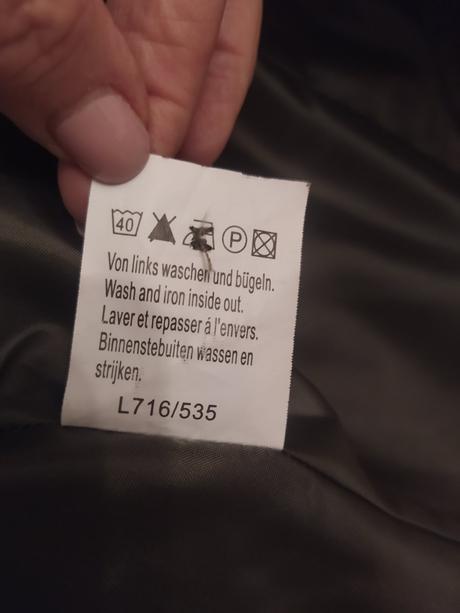 40 P
Von links waschen und bügeln.
Wash and iron inside out.
Laver et repasser á l'envers.
Binnenstebuiten wassen en
strijken.
L716/535